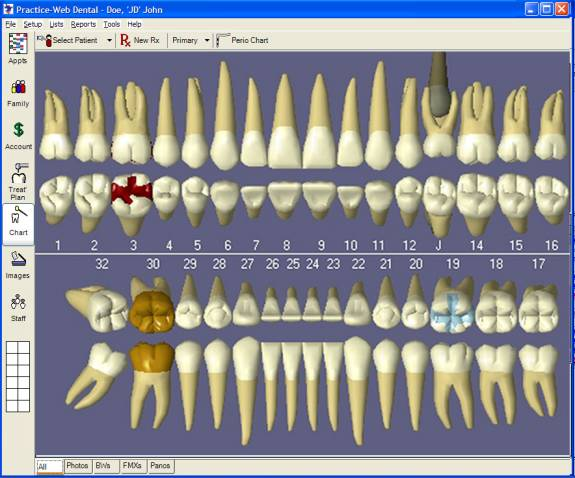 Practice-Web Dental - Doe, 'JD' John
File Setup Lists Reports Tools Help
Select Patient New Rx Primary Perio Chart
Appts
Family
Account
Treat'
Plan
Chart
Images
Staff
1 2 3 4 5 6 7 8 9 10 11 12 J 14 15 16
32 30 29 28 27 26 25 24 23 22 21 20 19 18 17
All Photos BWs FMXs Panos